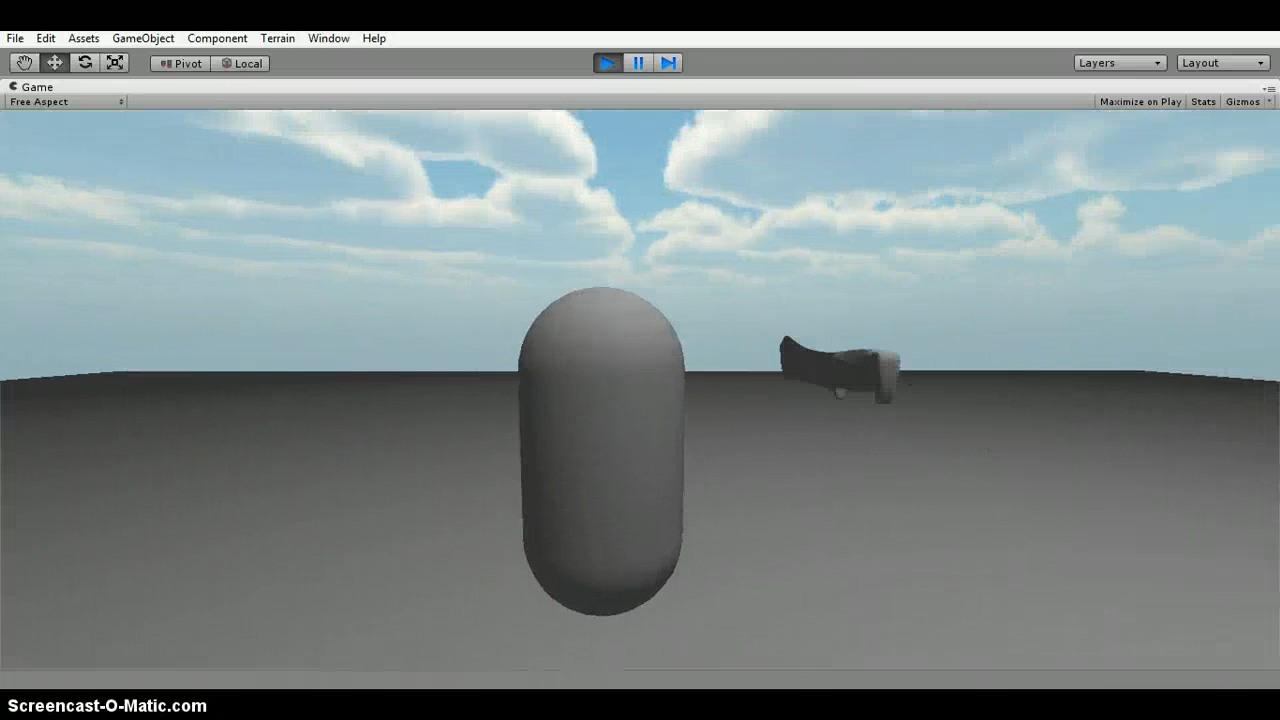 File Edit Assets GameObject Component Terrain Window Help
Pivot Local Layers Layout
Game
Free Aspect Maximize on Play Stats Gizmos
Screencast-O-Matic.com